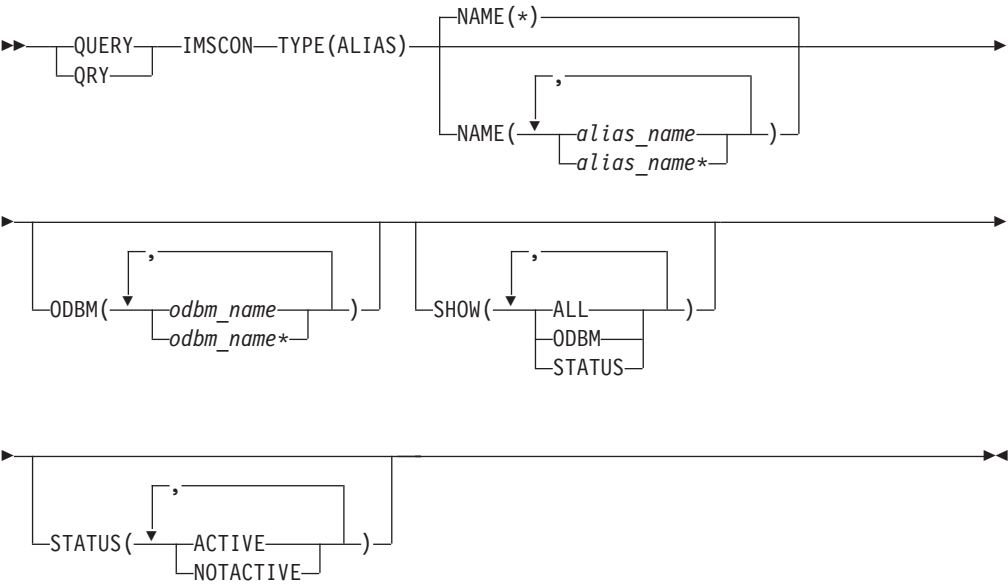 NAME(*)
QUERY IMSCON TYPE(ALIAS)
QRY
,
NAME( alias_name )
alias_name*
, ,
ODBM( odbm_name ) SHOW( ALL )
odbm_name* ODBM
STATUS
,
STATUS( ACTIVE )
NOTACTIVE